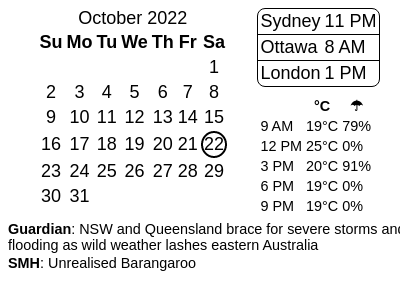 October 2022
Su Mo Tu We Th Fr Sa
1
2 3 4 5 6 7 8
9 10 11 12 13 14 15
16 17 18 19 20 21 22
23 24 25 26 27 28 29
30 31
Sydney 11 PM
Ottawa 8 AM
London 1 PM
°C ☂
9 AM 19°C 79%
12 PM 25°C 0%
3 PM 20°C 91%
6 PM 19°C 0%
9 PM 19°C 0%
Guardian: NSW and Queensland brace for severe storms and
flooding as wild weather lashes eastern Australia
SMH: Unrealised Barangaroo